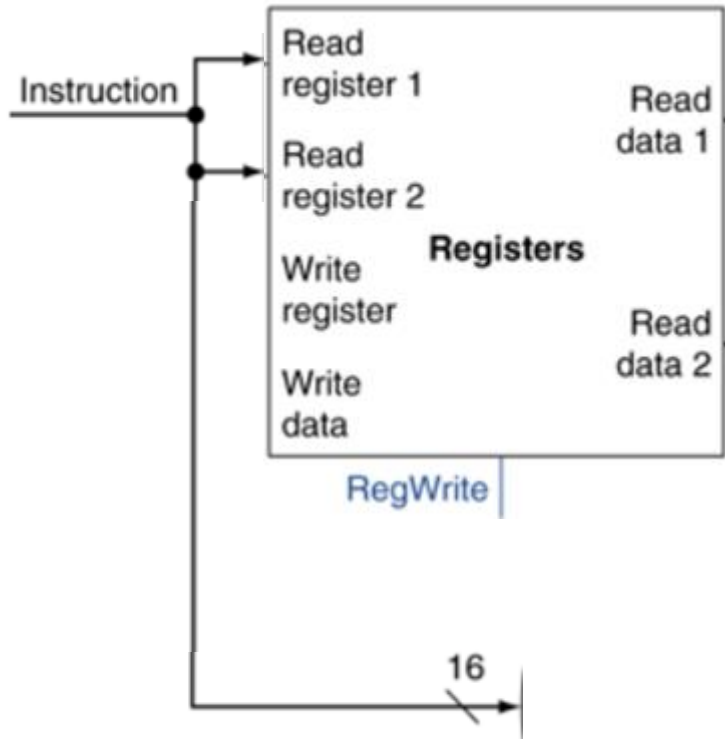 Instruction
Read
register 1
Read
register 2
Write
register
Write
data
Registers
Read
data 1
Read
data 2
RegWrite
16